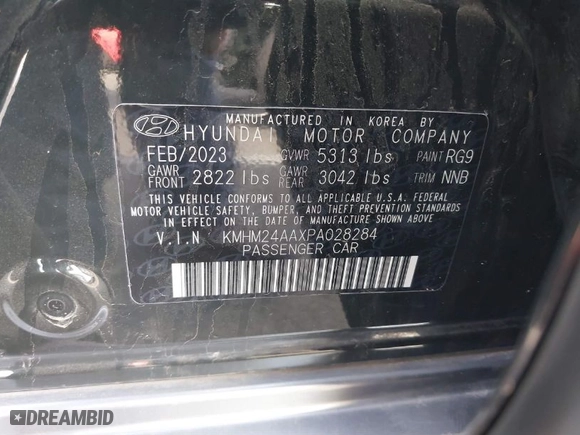 MANUFACTURED IN KOREA BY
HYUNDAI MOTOR COMPANY
FEB/2023 GVWR 5313 lbs PAINT RG9
GAWR FRONT 2822 lbs GAWR REAR 3042 lbs TRIM NNB
THIS VEHICLE CONFORMS TO ALL APPLICABLE U.S.A. FEDERAL
MOTOR VEHICLE SAFETY, BUMPER, AND THEFT PREVENTION STANDARDS
IN EFFECT ON THE DATE OF MANUFACTURE SHOWN ABOVE
V.I.N KMHM24AAXPA028284
PASSENGER CAR
DREAMBID